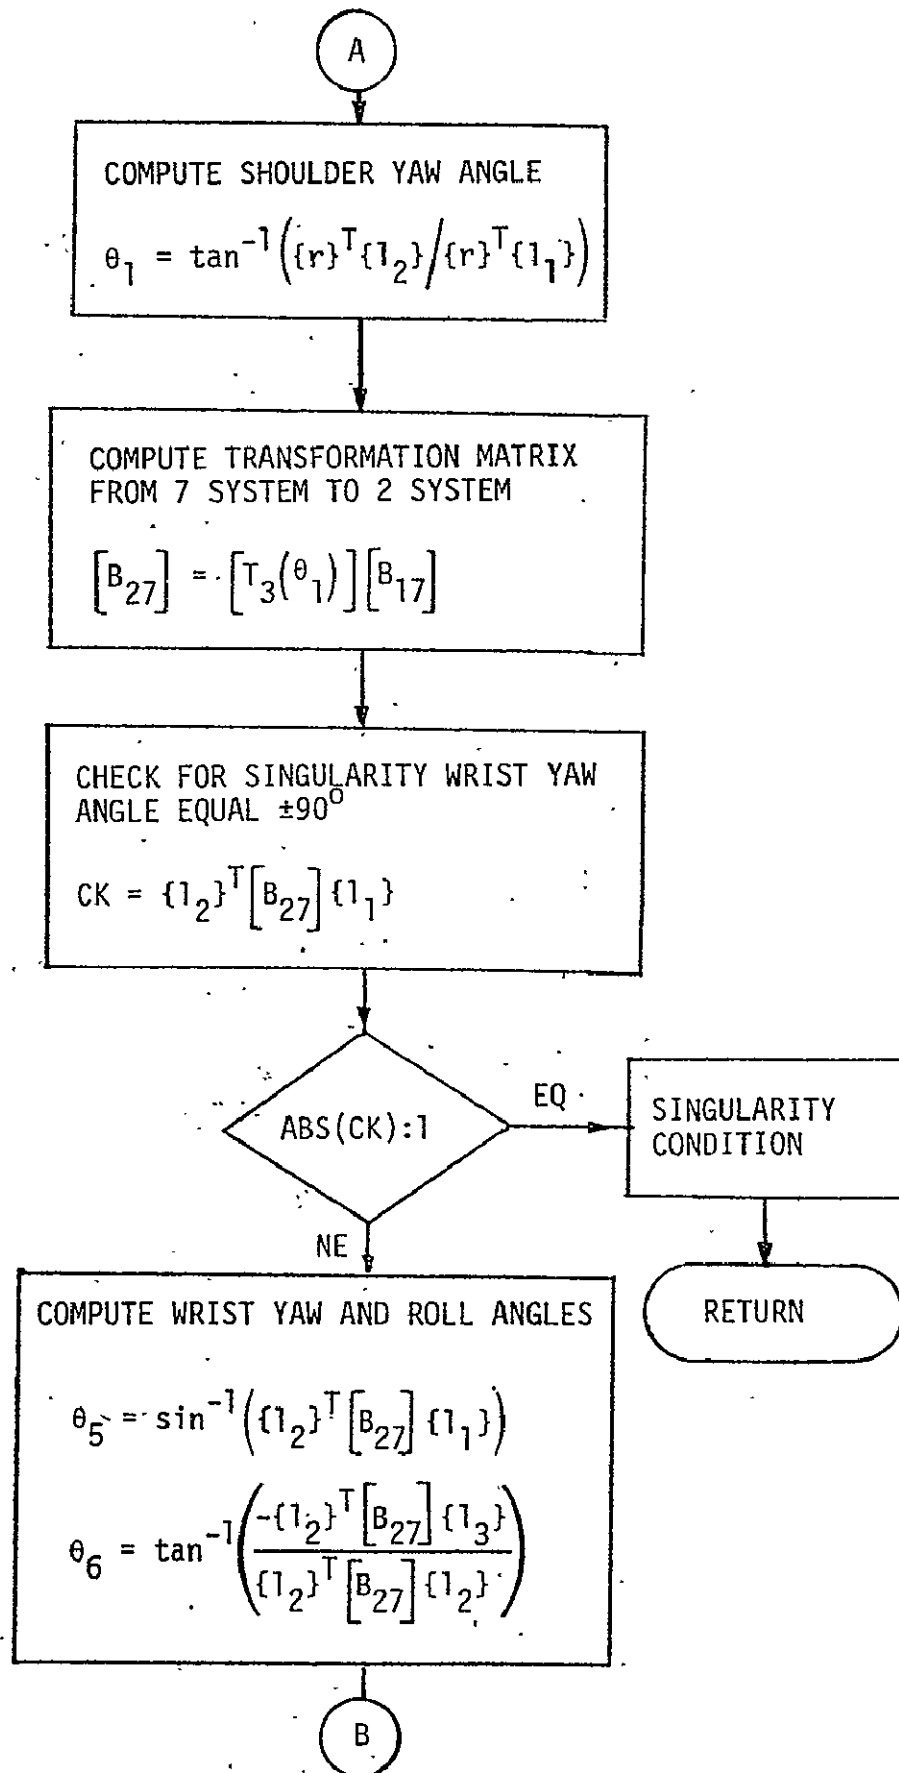 A
COMPUTE SHOULDER YAW ANGLE
θ₁ = tan⁻¹({r}ᵀ{1₂}/{r}ᵀ{1₁})
COMPUTE TRANSFORMATION MATRIX
FROM 7 SYSTEM TO 2 SYSTEM
[B₂₇] = [T₃(θ₁)][B₁₇]
CHECK FOR SINGULARITY WRIST YAW
ANGLE EQUAL ±90⁰
CK = {1₂}ᵀ[B₂₇]{1₁}
ABS(CK):1
EQ
SINGULARITY
CONDITION
RETURN
NE
COMPUTE WRIST YAW AND ROLL ANGLES
θ₅ = sin⁻¹({1₂}ᵀ[B₂₇]{1₁})
θ₆ = tan⁻¹(-{1₂}ᵀ[B₂₇]{1₃} / {1₂}ᵀ[B₂₇]{1₂})
B